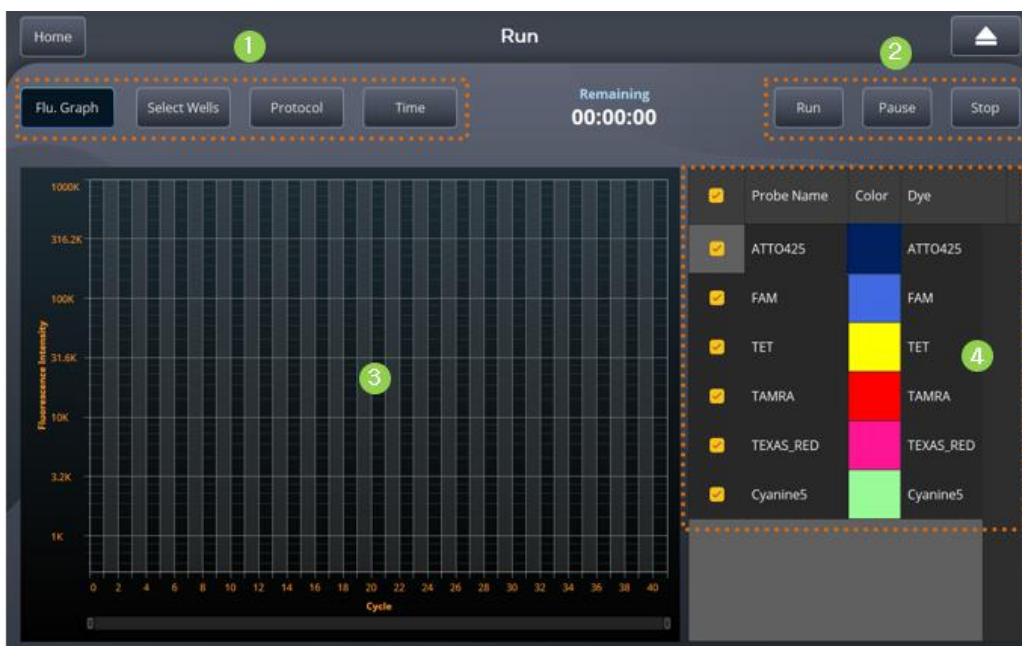 Home
Run
1
2
Flu. Graph
Select Wells
Protocol
Time
Remaining
00:00:00
Run
Pause
Stop
Fluorescence Intensity
1000K
316.2K
100K
31.6K
10K
3.2K
1K
3
0 2 4 6 8 10 12 14 16 18 20 22 24 26 28 30 32 34 36 38 40
Cycle
Probe Name Color Dye
ATTO425 ATTO425
FAM FAM
TET TET
4
TAMRA TAMRA
TEXAS_RED TEXAS_RED
Cyanine5 Cyanine5